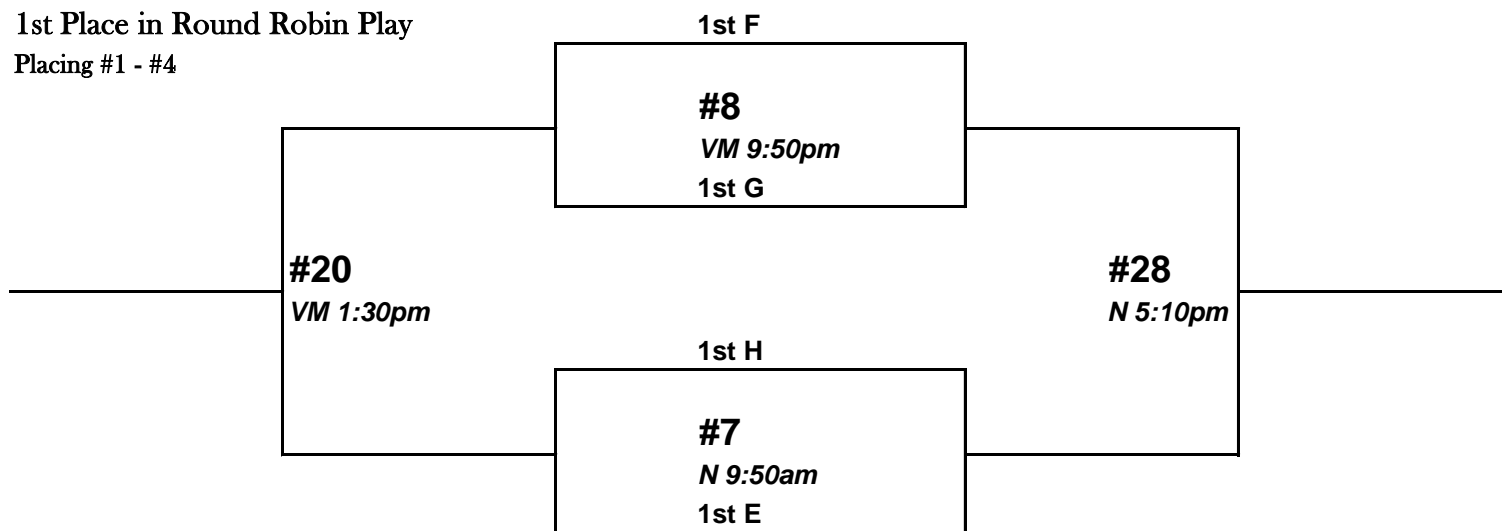 1st Place in Round Robin Play
Placing #1 - #4
1st F
#8
VM 9:50pm
1st G
#20
VM 1:30pm
#28
N 5:10pm
1st H
#7
N 9:50am
1st E